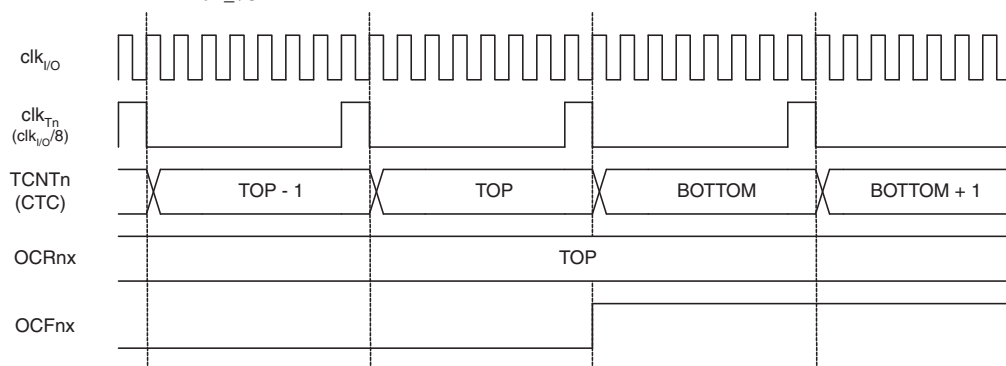 clkI/O
clkTn
(clkI/O/8)
TCNTn
(CTC)
TOP - 1
TOP
BOTTOM
BOTTOM + 1
OCRnx
TOP
OCFnx